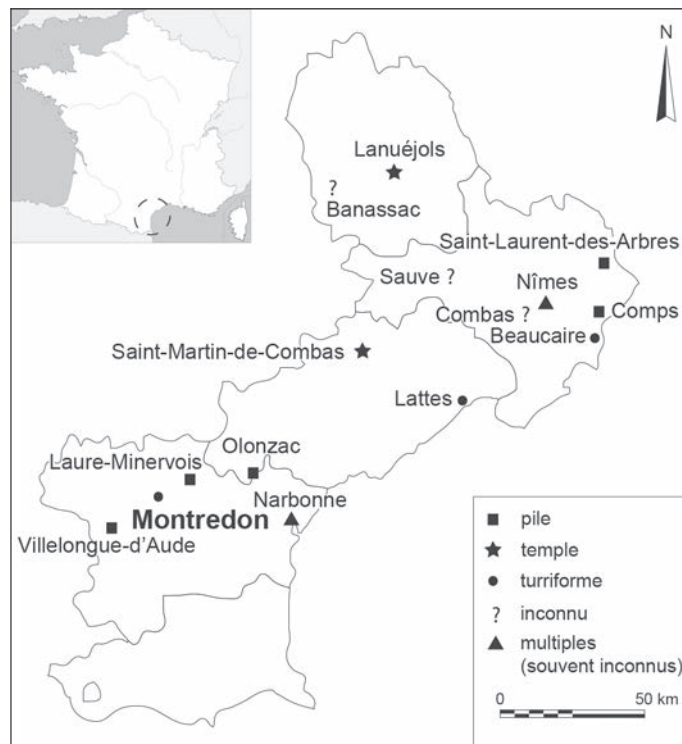 N
Lanuéjols
?
Banassac
Saint-Laurent-des-Arbres
Sauve ?
Nîmes
Combas ?
Comps
Beaucaire
Saint-Martin-de-Combas
Lattes
Olonzac
Laure-Minervois
Narbonne
Montredon
Villelongue-d'Aude
pile
temple
turriforme
? inconnu
multiples
(souvent inconnus)
0 50 km